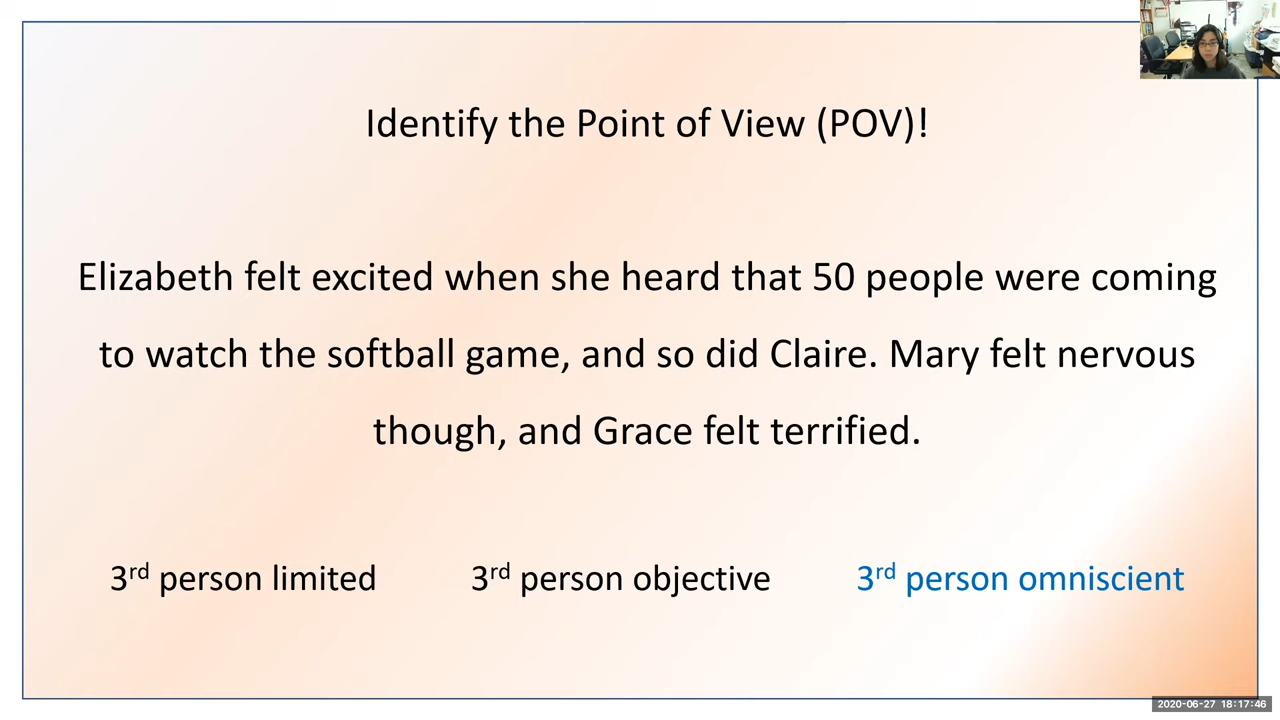 Identify the Point of View (POV)!
Elizabeth felt excited when she heard that 50 people were coming
to watch the softball game, and so did Claire. Mary felt nervous
though, and Grace felt terrified.
3rd person limited
3rd person objective
3rd person omniscient
2020-06-27 18:17:46